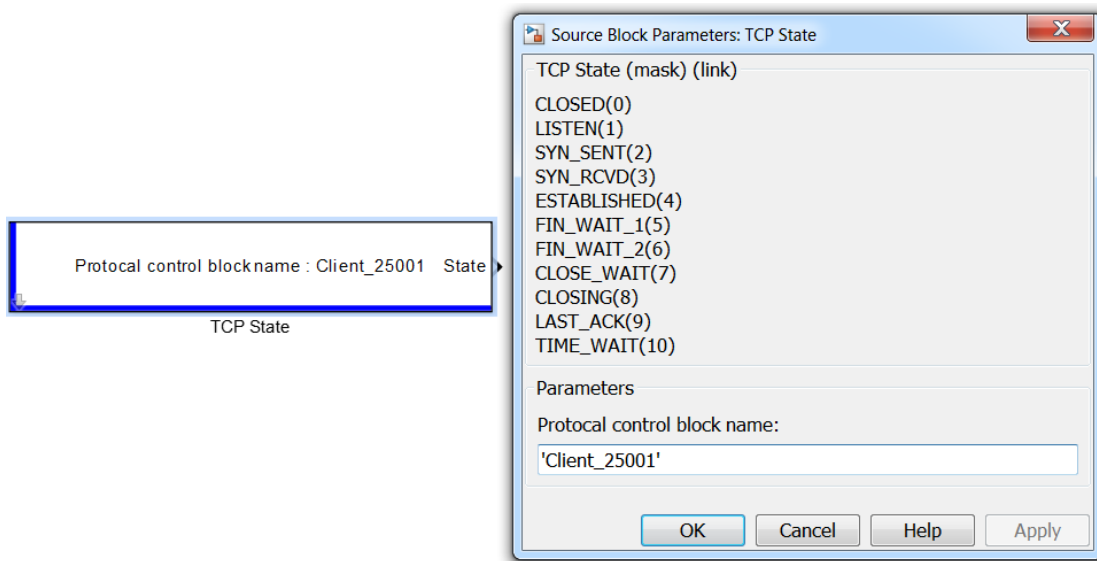 Protocal control block name : Client_25001 State
TCP State
Source Block Parameters: TCP State
TCP State (mask) (link)
CLOSED(0)
LISTEN(1)
SYN_SENT(2)
SYN_RCVD(3)
ESTABLISHED(4)
FIN_WAIT_1(5)
FIN_WAIT_2(6)
CLOSE_WAIT(7)
CLOSING(8)
LAST_ACK(9)
TIME_WAIT(10)
Parameters
Protocal control block name:
'Client_25001'
OK Cancel Help Apply